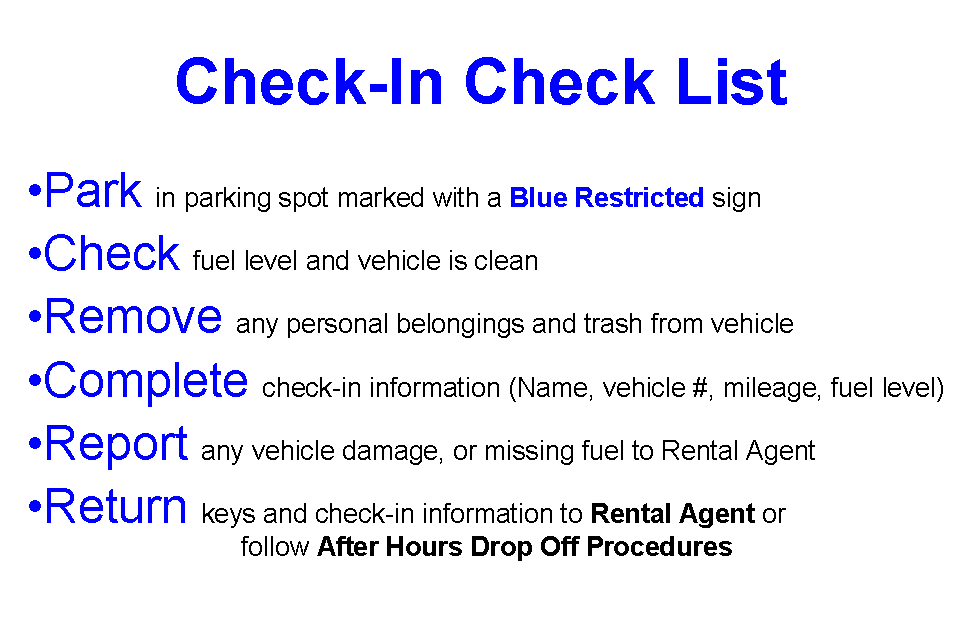 Check-In Check List
•Park in parking spot marked with a Blue Restricted sign
•Check fuel level and vehicle is clean
•Remove any personal belongings and trash from vehicle
•Complete check-in information (Name, vehicle #, mileage, fuel level)
•Report any vehicle damage, or missing fuel to Rental Agent
•Return keys and check-in information to Rental Agent or
follow After Hours Drop Off Procedures